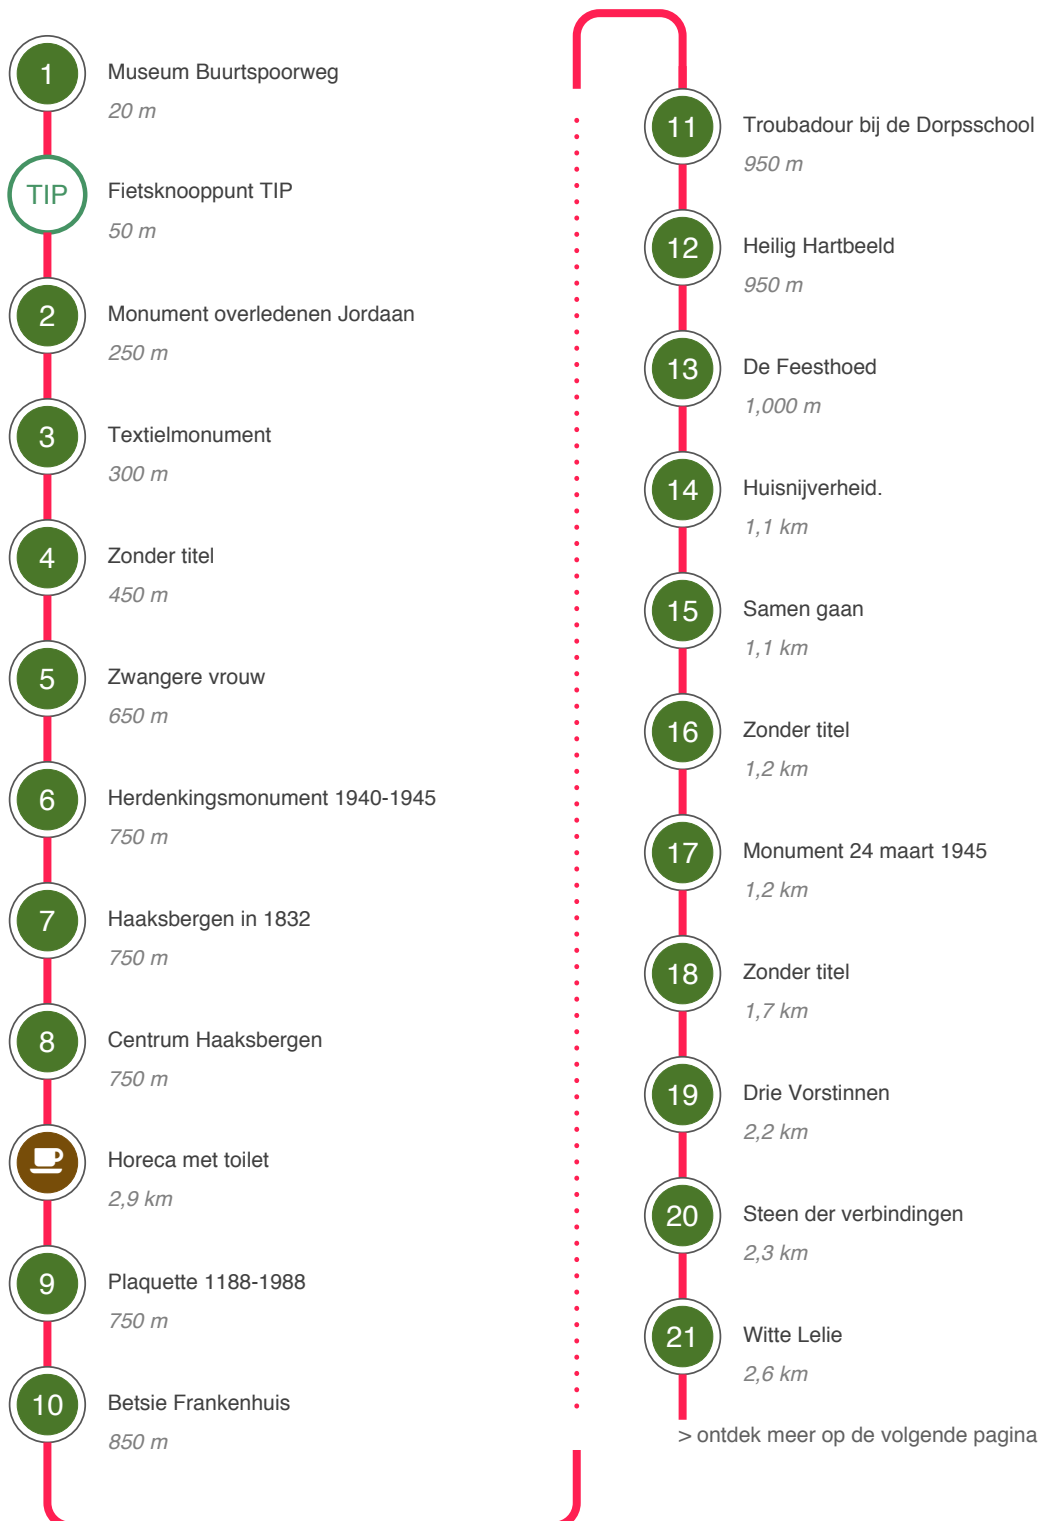 1
Museum Buurtspoorweg
20 m
TIP
Fietsknooppunt TIP
50 m
2
Monument overledenen Jordaan
250 m
3
Textielmonument
300 m
4
Zonder titel
450 m
5
Zwangere vrouw
650 m
6
Herdenkingsmonument 1940-1945
750 m
7
Haaksbergen in 1832
750 m
8
Centrum Haaksbergen
750 m
Horeca met toilet
2,9 km
9
Plaquette 1188-1988
750 m
10
Betsie Frankenhuis
850 m
11
Troubadour bij de Dorpsschool
950 m
12
Heilig Hartbeeld
950 m
13
De Feesthoed
1,000 m
14
Huisnijverheid.
1,1 km
15
Samen gaan
1,1 km
16
Zonder titel
1,2 km
17
Monument 24 maart 1945
1,2 km
18
Zonder titel
1,7 km
19
Drie Vorstinnen
2,2 km
20
Steen der verbindingen
2,3 km
21
Witte Lelie
2,6 km
> ontdek meer op de volgende pagina